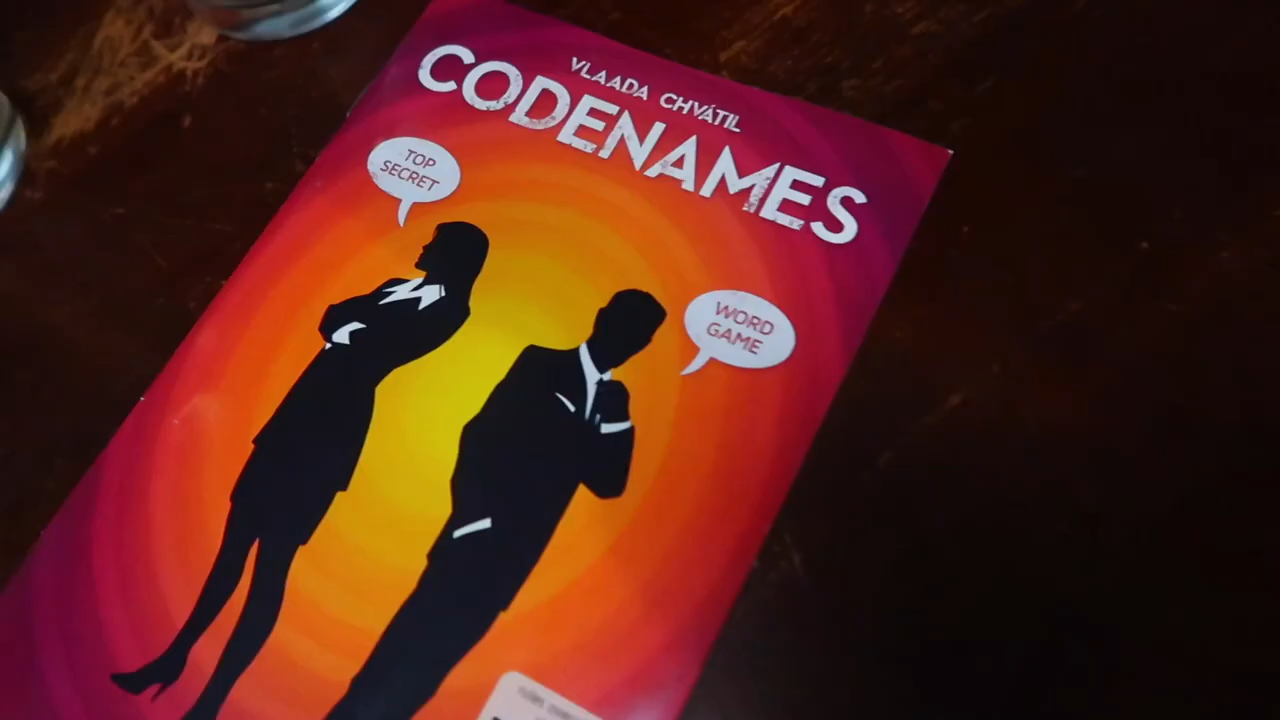 VLAADA CHVÁTIL
CODENAMES
TOP
SECRET
WORD
GAME